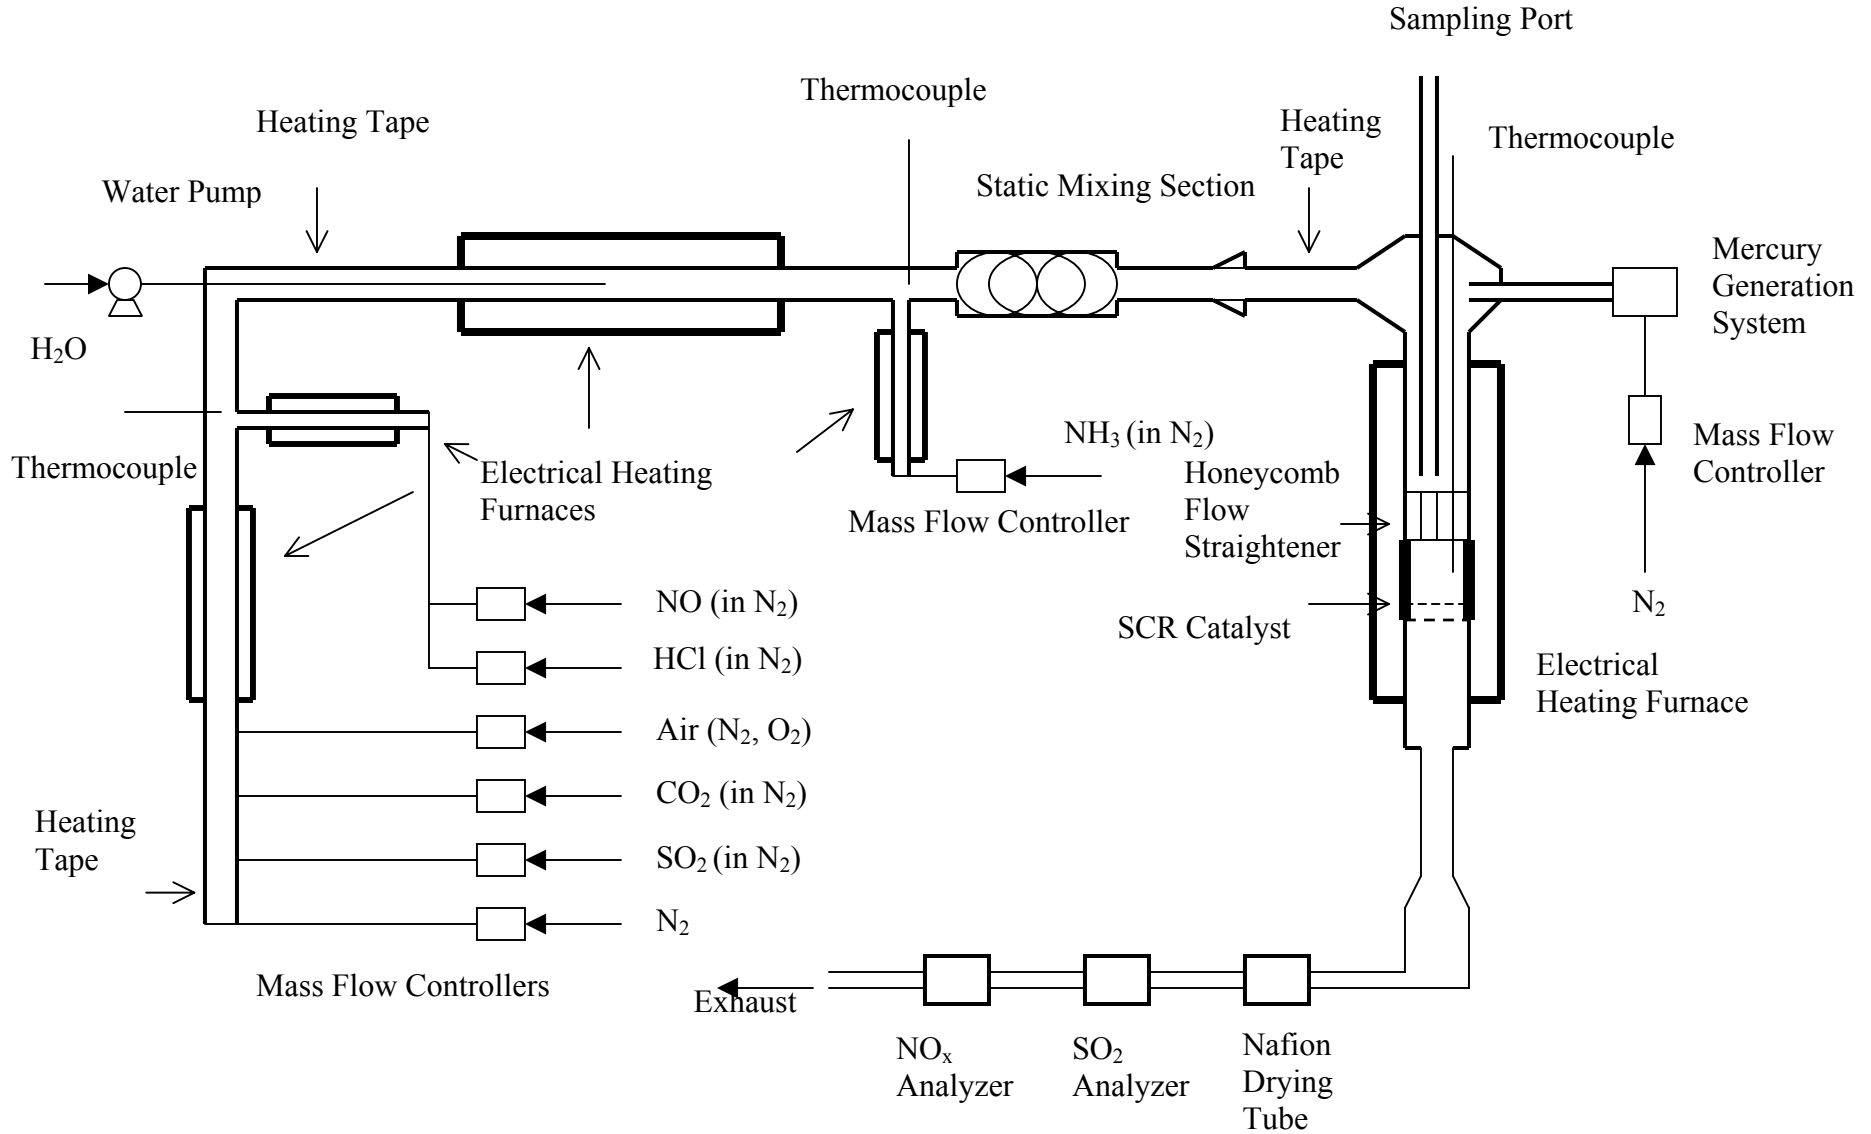 Sampling Port
Thermocouple
Heating Tape
Heating
Tape
Thermocouple
Water Pump
Static Mixing Section
Mercury
Generation
System
H₂O
NH₃ (in N₂)
Mass Flow
Controller
Thermocouple
Electrical Heating
Furnaces
Honeycomb
Flow
Straightener
Mass Flow Controller
NO (in N₂)
N₂
SCR Catalyst
HCl (in N₂)
Electrical
Heating Furnace
Air (N₂, O₂)
CO₂ (in N₂)
Heating
Tape
SO₂ (in N₂)
N₂
Mass Flow Controllers
Exhaust
NOₓ
Analyzer
SO₂
Analyzer
Nafion
Drying
Tube